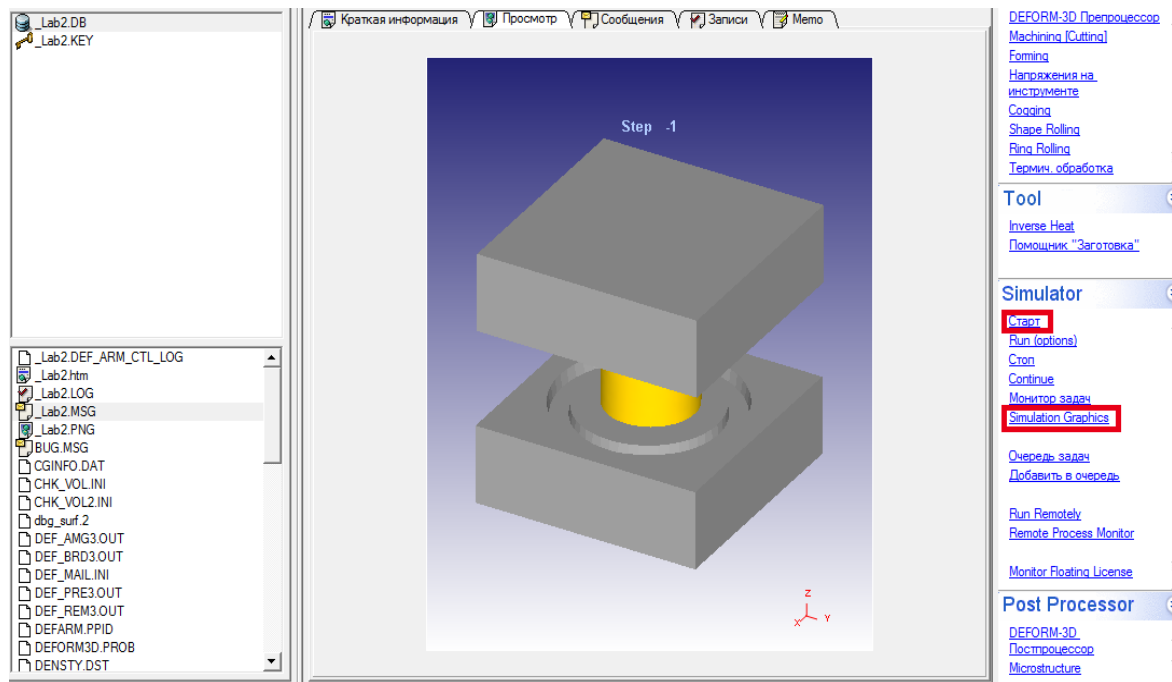 _Lab2.DB
_Lab2.KEY
_Lab2.DEF_ARM_CTL_LOG
_Lab2.htm
_Lab2.LOG
_Lab2.MSG
_Lab2.PNG
BUG.MSG
CGINFO.DAT
CHK_VOL.INI
CHK_VOL2.INI
dbg_surf.2
DEF_AMG3.OUT
DEF_BRD3.OUT
DEF_MAIL.INI
DEF_PRE3.OUT
DEF_REM3.OUT
DEFARM.PPID
DEFORM3D.PROB
DENSTY.DST
Краткая информация Просмотр Сообщения Записи Memo
Step -1
Z
X Y
DEFORM-3D Препроцессор
Machining [Cutting]
Forming
Напряжения на
инструменте
Cogging
Shape Rolling
Ring Rolling
Термич. обработка
Tool
Inverse Heat
Помощник "Заготовка"
Simulator
Старт
Run (options)
Стоп
Continue
Монитор задач
Simulation Graphics
Очередь задач
Добавить в очередь
Run Remotely
Remote Process Monitor
Monitor Floating License
Post Processor
DEFORM-3D
Постпроцессор
Microstructure